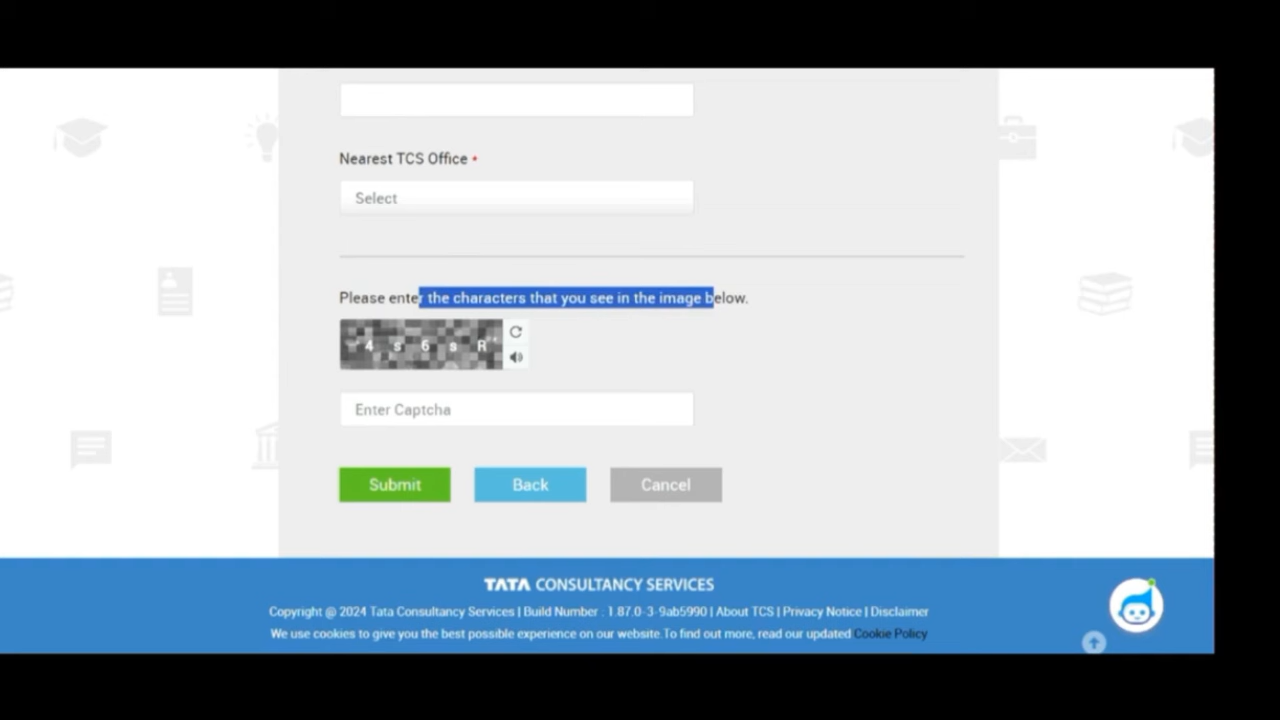 Nearest TCS Office *
Select
Please enter the characters that you see in the image below.
4 s 6 s R
Enter Captcha
Submit Back Cancel
TATA CONSULTANCY SERVICES
Copyright @ 2024 Tata Consultancy Services | Build Number : 1.87.0-3-9ab5990 | About TCS | Privacy Notice | Disclaimer
We use cookies to give you the best possible experience on our website.To find out more, read our updated Cookie Policy